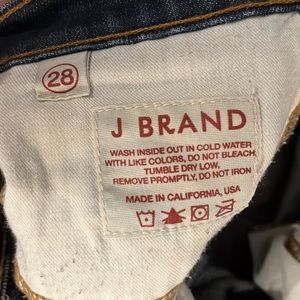 28
J BRAND
WASH INSIDE OUT IN COLD WATER
WITH LIKE COLORS, DO NOT BLEACH,
TUMBLE DRY LOW,
REMOVE PROMPTLY, DO NOT IRON
MADE IN CALIFORNIA, USA